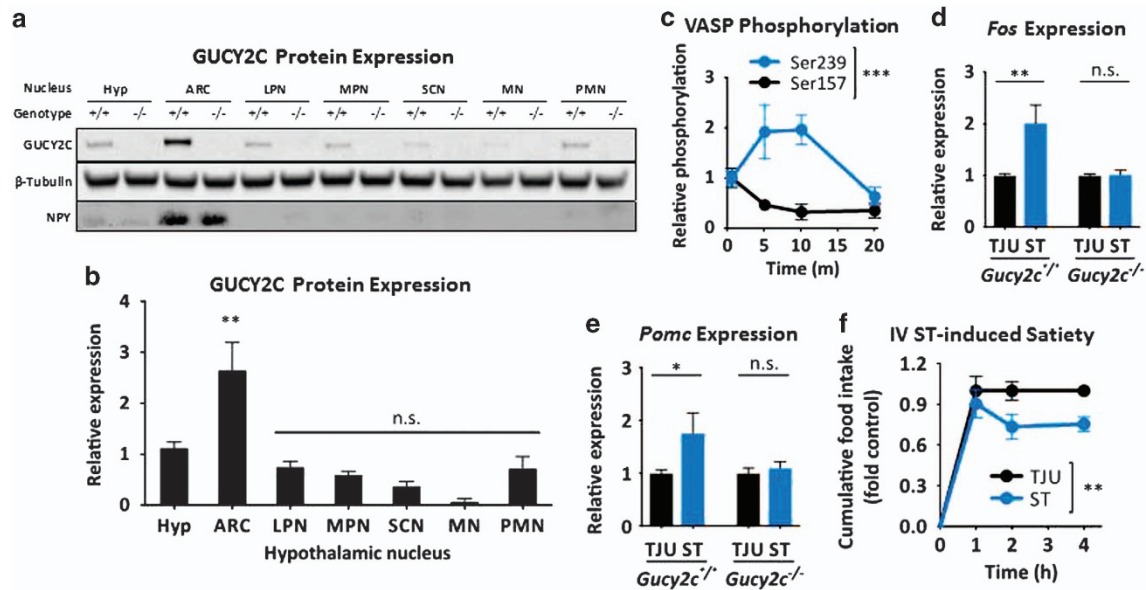 a
GUCY2C Protein Expression
Nucleus Hyp ARC LPN MPN SCN MN PMN
Genotype +/+ -/- +/+ -/- +/+ -/- +/+ -/- +/+ -/- +/+ -/- +/+ -/-
GUCY2C
β-Tubulin
NPY
b
GUCY2C Protein Expression
Relative expression
4
3
2
1
0
**
n.s.
Hyp ARC LPN MPN SCN MN PMN
Hypothalamic nucleus
c
VASP Phosphorylation
Ser239
Ser157
***
Relative phosphorylation
3
2
1
0
0 5 10 20
Time (m)
d
Fos Expression
Relative expression
3
2
1
0
** n.s.
TJU ST TJU ST
Gucy2c+/+ Gucy2c-/-
e
Pomc Expression
Relative expression
3
2
1
0
* n.s.
TJU ST TJU ST
Gucy2c+/+ Gucy2c-/-
f
IV ST-induced Satiety
Cumulative food intake
(fold control)
1.2
0.9
0.6
0.3
0.0
TJU
ST
**
0 1 2 3 4
Time (h)